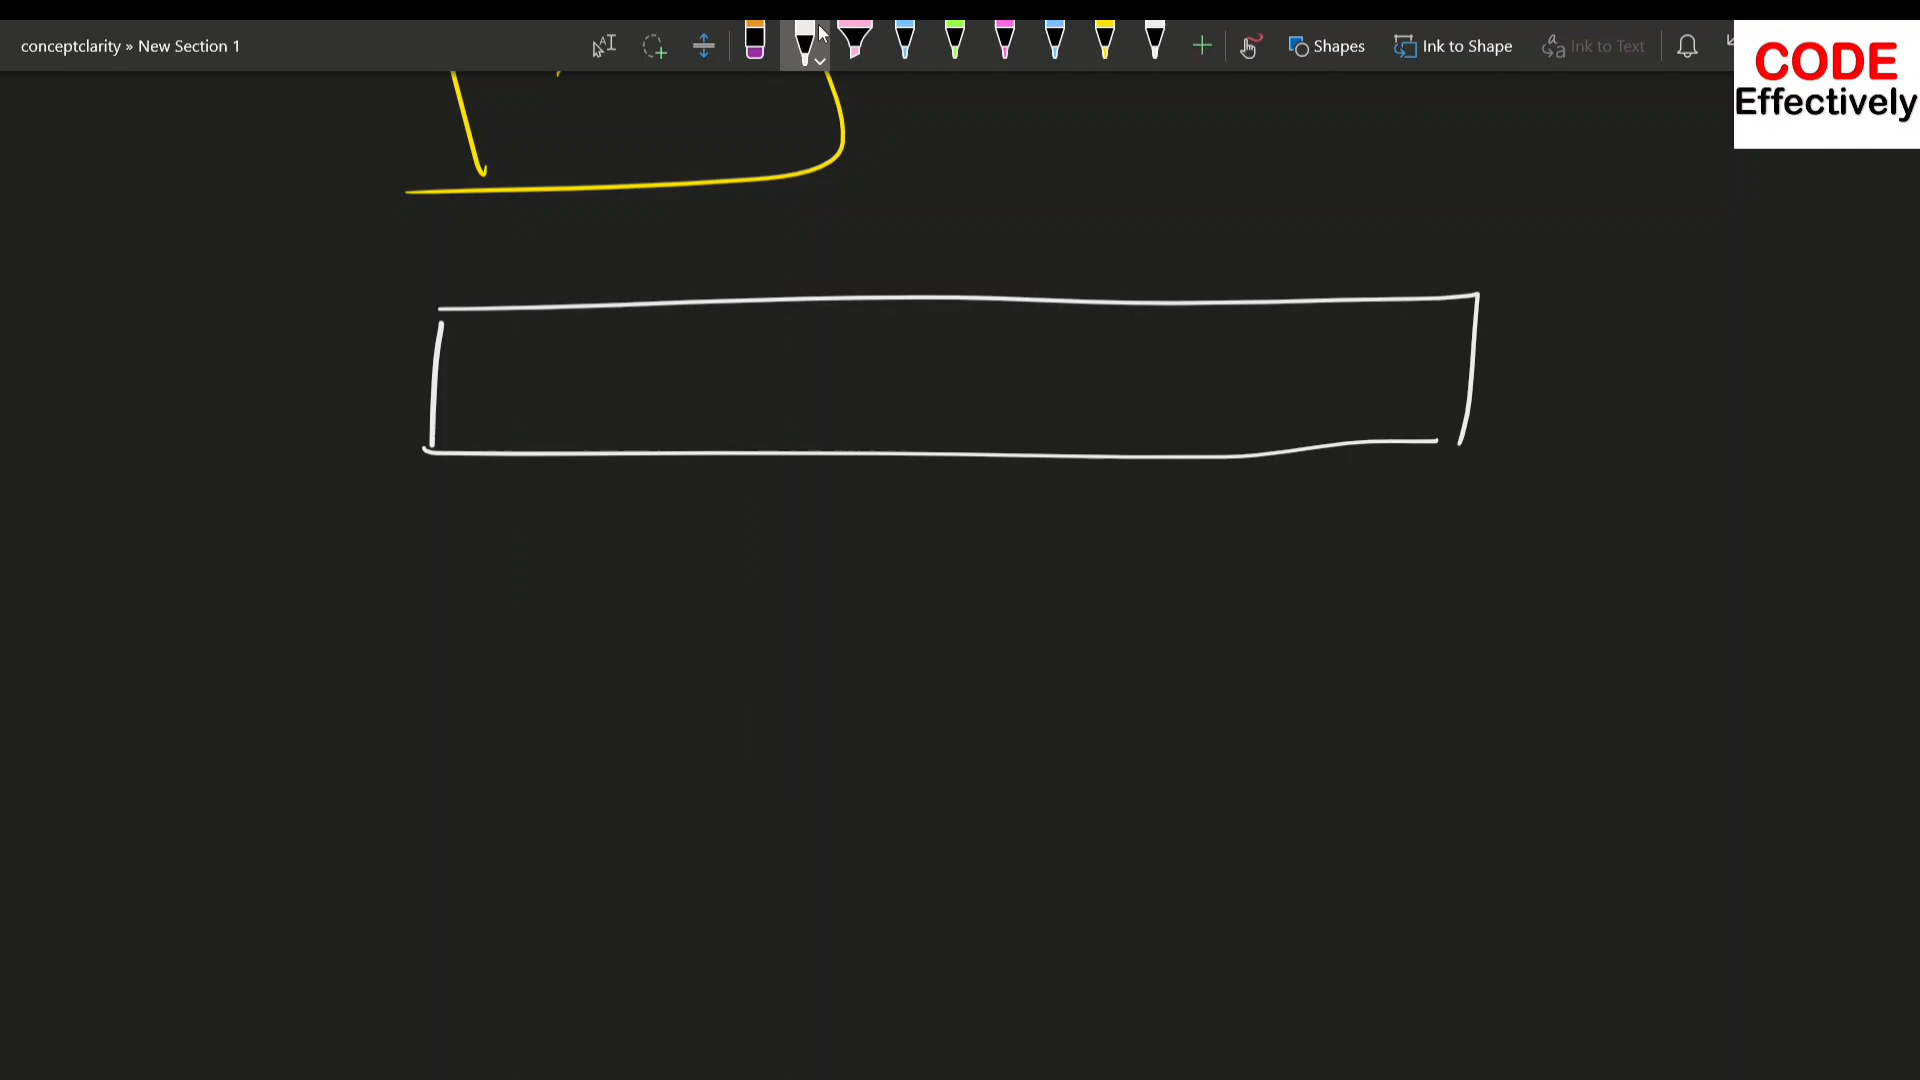 conceptclarity » New Section 1
Shapes
Ink to Shape
Ink to Text
CODE
Effectively